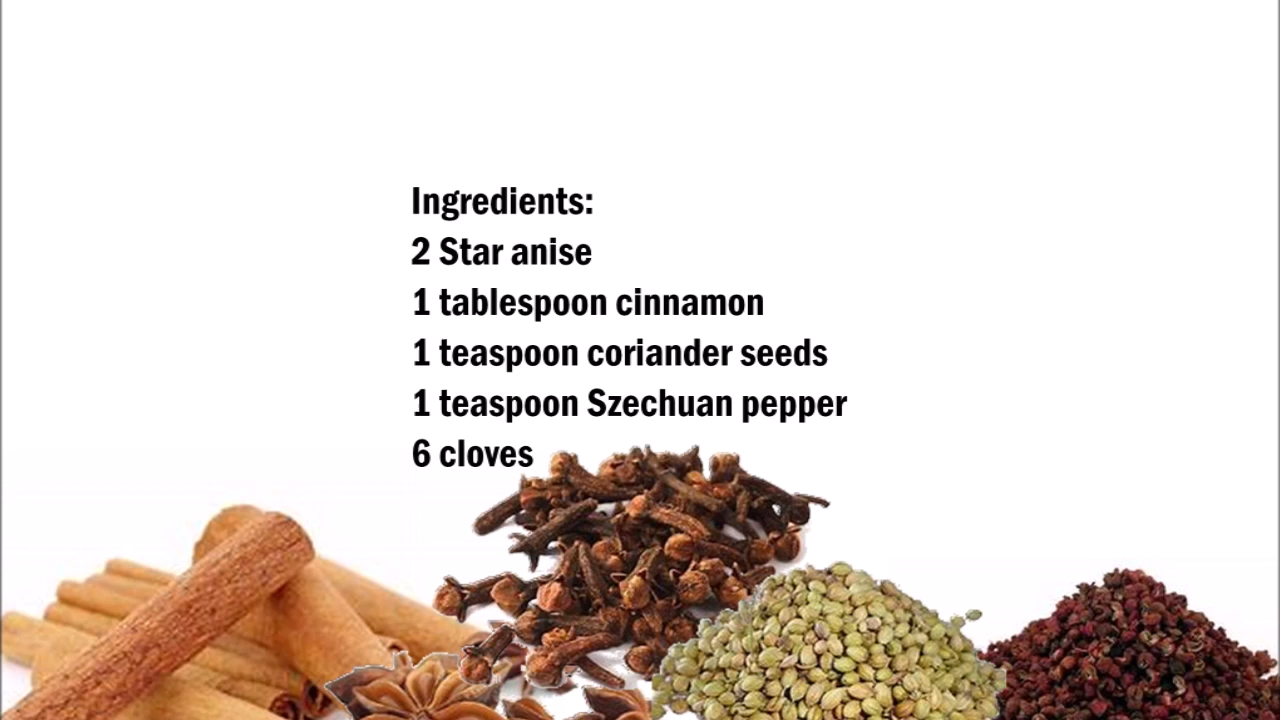 Ingredients:
2 Star anise
1 tablespoon cinnamon
1 teaspoon coriander seeds
1 teaspoon Szechuan pepper
6 cloves